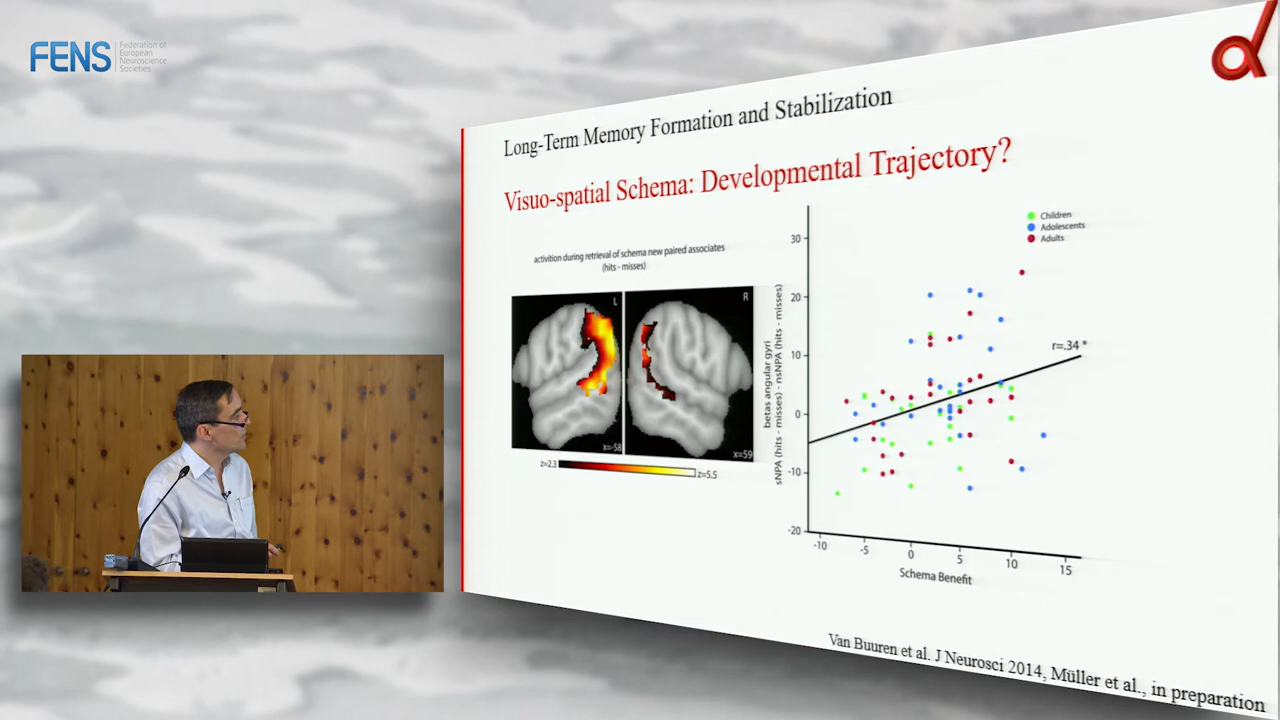 FENS
Federation of
European
Neuroscience
Societies
Long-Term Memory Formation and Stabilization
Visuo-spatial Schema: Developmental Trajectory?
activition during retrieval of schema new paired associates
(hits - misses)
L
R
x=-58
x=59
z=2.3
z=5.5
Children
Adolescents
Adults
betas angular gyri
sNPA (hits - misses) - nsNPA (hits - misses)
30
20
10
0
-10
-20
r=.34 *
-10
-5
0
5
10
15
Schema Benefit
Van Buuren et al. J Neurosci 2014, Müller et al., in preparation